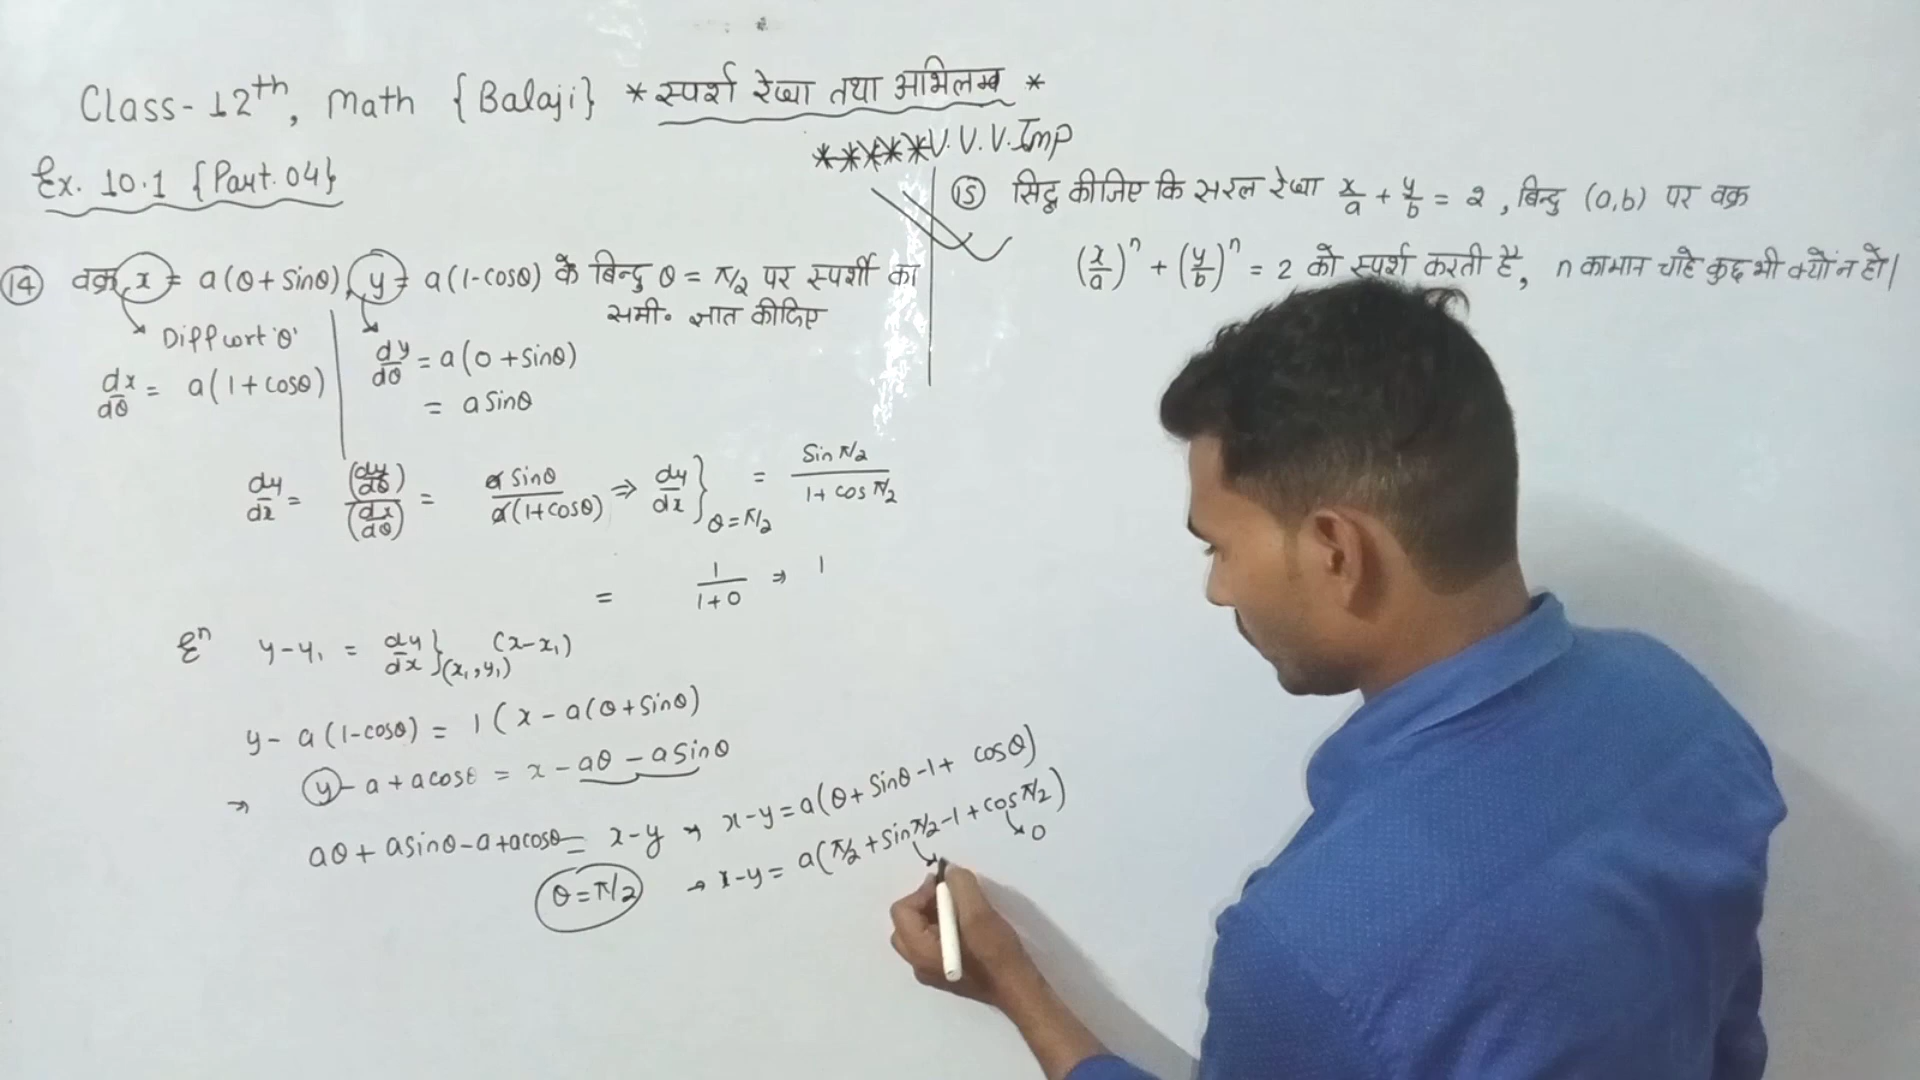 Class-12th, Math {Balaji} * स्पर्श रेखा तथा अभिलम्ब *
*****V.V.V.Imp
Ex. 10.1 {Part.04}
14 वक्र x = a(θ+sinθ), y = a(1-cosθ) के बिन्दु θ = π/2 पर स्पर्शी का
समी० ज्ञात कीजिए
Diff wrt 'θ'
dx/dθ = a(1+cosθ)
dy/dθ = a(0+sinθ)
= a sinθ
dy/dx = (dy/dθ)/(dx/dθ) = a sinθ/a(1+cosθ) ⇒ dy/dx}θ=π/2 = Sin π/2/1+cos π/2
= 1/1+0 ⇒ 1
Eⁿ y-y₁ = dy/dx}(x₁,y₁) (x-x₁)
y-a(1-cosθ) = 1(x-a(θ+sinθ)
⇒ y-a+acosθ = x-aθ-asinθ
aθ+asinθ-a+acosθ = x-y → x-y=a(θ+sinθ-1+cosθ)
θ=π/2 → x-y=a(π/2+sinπ/2-1+cosπ/2)
0
15 सिद्ध कीजिए कि सरल रेखा x/a + y/b = 2, बिन्दु (a,b) पर वक्र
(x/a)ⁿ + (y/b)ⁿ = 2 को स्पर्श करती है, n का मान चाहे कुछ भी क्यों न हो|